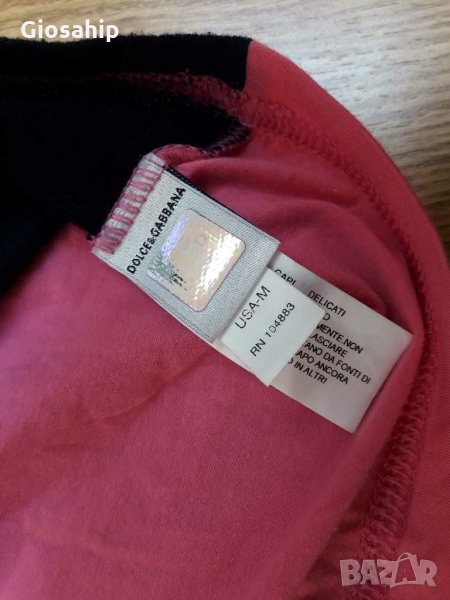 Giosahip
DOLCE&GABBANA
USA-M
RN 104883
CAPI DELICATI
MENTE NON
LASCIARE
ANO DA FONTI DI
APO ANCORA
IN ALTRI
BAZAR